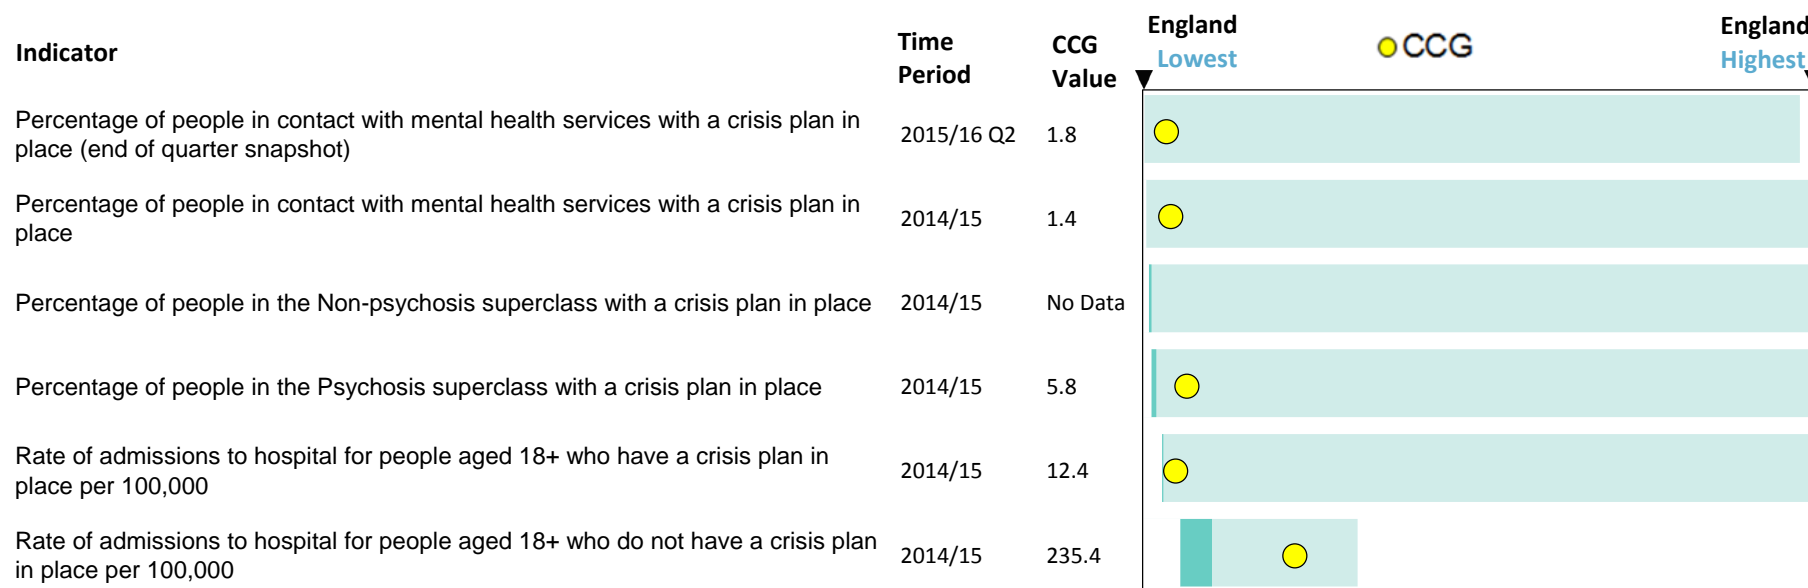 Indicator
Time
Period
CCG
Value
England
Lowest
CCG
England
Highest
Percentage of people in contact with mental health services with a crisis plan in
place (end of quarter snapshot)
2015/16 Q2
1.8
Percentage of people in contact with mental health services with a crisis plan in
place
2014/15
1.4
Percentage of people in the Non-psychosis superclass with a crisis plan in place
2014/15
No Data
Percentage of people in the Psychosis superclass with a crisis plan in place
2014/15
5.8
Rate of admissions to hospital for people aged 18+ who have a crisis plan in
place per 100,000
2014/15
12.4
Rate of admissions to hospital for people aged 18+ who do not have a crisis plan
in place per 100,000
2014/15
235.4